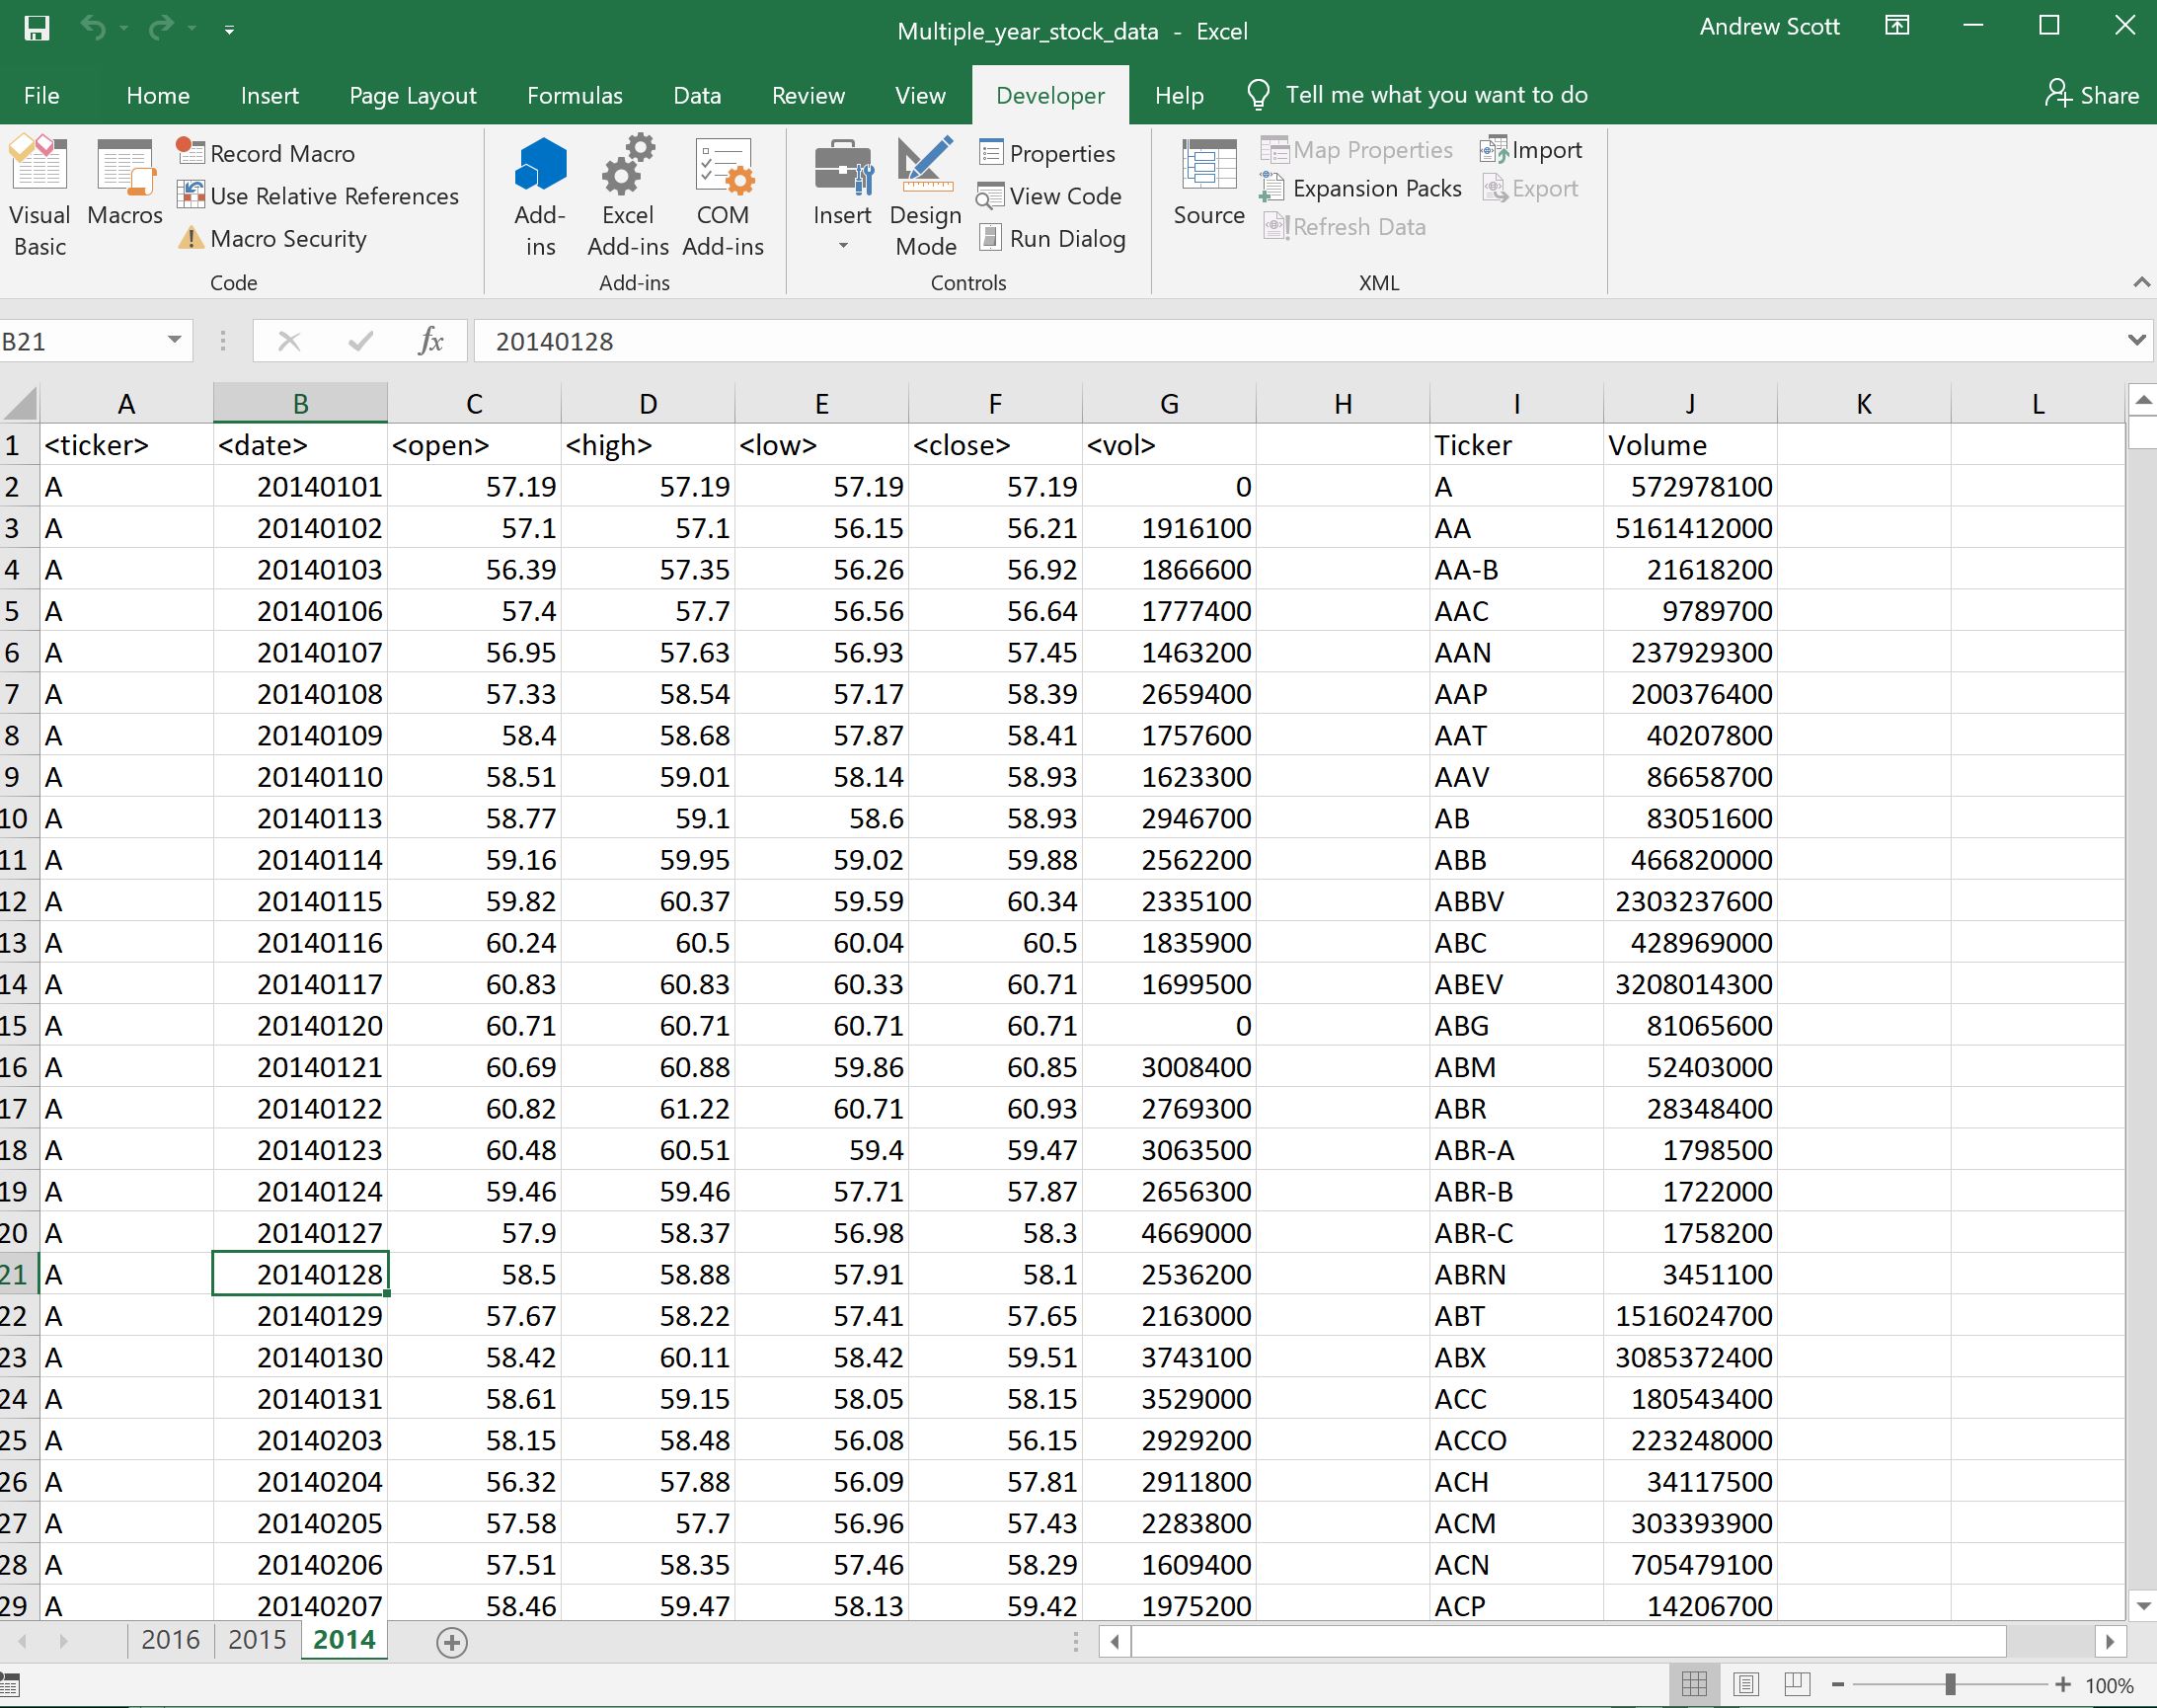 Multiple_year_stock_data - Excel
Andrew Scott
File Home Insert Page Layout Formulas Data Review View Developer Help Tell me what you want to do Share
Visual Basic
Macros
Record Macro
Use Relative References
Macro Security
Code
Add-ins
Excel Add-ins
COM Add-ins
Add-ins
Insert
Design Mode
Properties
View Code
Run Dialog
Controls
Source
Map Properties
Expansion Packs
Refresh Data
Import
Export
XML
B21 fx 20140128
A B C D E F G H I J K L
1 <ticker> <date> <open> <high> <low> <close> <vol> Ticker Volume
2 A 20140101 57.19 57.19 57.19 57.19 0 A 572978100
3 A 20140102 57.1 57.1 56.15 56.21 1916100 AA 5161412000
4 A 20140103 56.39 57.35 56.26 56.92 1866600 AA-B 21618200
5 A 20140106 57.4 57.7 56.56 56.64 1777400 AAC 9789700
6 A 20140107 56.95 57.63 56.93 57.45 1463200 AAN 237929300
7 A 20140108 57.33 58.54 57.17 58.39 2659400 AAP 200376400
8 A 20140109 58.4 58.68 57.87 58.41 1757600 AAT 40207800
9 A 20140110 58.51 59.01 58.14 58.93 1623300 AAV 86658700
10 A 20140113 58.77 59.1 58.6 58.93 2946700 AB 83051600
11 A 20140114 59.16 59.95 59.02 59.88 2562200 ABB 466820000
12 A 20140115 59.82 60.37 59.59 60.34 2335100 ABBV 2303237600
13 A 20140116 60.24 60.5 60.04 60.5 1835900 ABC 428969000
14 A 20140117 60.83 60.83 60.33 60.71 1699500 ABEV 3208014300
15 A 20140120 60.71 60.71 60.71 60.71 0 ABG 81065600
16 A 20140121 60.69 60.88 59.86 60.85 3008400 ABM 52403000
17 A 20140122 60.82 61.22 60.71 60.93 2769300 ABR 28348400
18 A 20140123 60.48 60.51 59.4 59.47 3063500 ABR-A 1798500
19 A 20140124 59.46 59.46 57.71 57.87 2656300 ABR-B 1722000
20 A 20140127 57.9 58.37 56.98 58.3 4669000 ABR-C 1758200
21 A 20140128 58.5 58.88 57.91 58.1 2536200 ABRN 3451100
22 A 20140129 57.67 58.22 57.41 57.65 2163000 ABT 1516024700
23 A 20140130 58.42 60.11 58.42 59.51 3743100 ABX 3085372400
24 A 20140131 58.61 59.15 58.05 58.15 3529000 ACC 180543400
25 A 20140203 58.15 58.48 56.08 56.15 2929200 ACCO 223248000
26 A 20140204 56.32 57.88 56.09 57.81 2911800 ACH 34117500
27 A 20140205 57.58 57.7 56.96 57.43 2283800 ACM 303393900
28 A 20140206 57.51 58.35 57.46 58.29 1609400 ACN 705479100
29 A 20140207 58.46 59.47 58.13 59.42 1975200 ACP 14206700
2016 2015 2014
100%